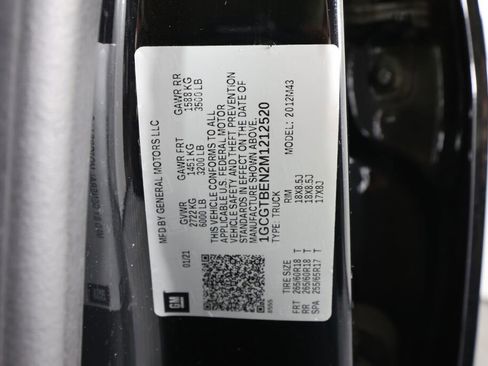 MFD BY GENERAL MOTORS LLC
01/21
GVWR
2722 KG
6000 LB
GAWR FRT
1451 KG
3200 LB
GAWR RR
1588 KG
3500 LB
THIS VEHICLE CONFORMS TO ALL
APPLICABLE U.S. FEDERAL MOTOR
VEHICLE SAFETY AND THEFT PREVENTION
STANDARDS IN EFFECT ON THE DATE OF
MANUFACTURE SHOWN ABOVE.
1GCGTBEN2M1212520
TYPE: TRUCK
MODEL: 2012M43
GM
TIRE SIZE RIM
FRT 265/60R18 T 18X8.5J
RR 265/60R18 T 18X8.5J
SPA 255/65R17 T 17X8J